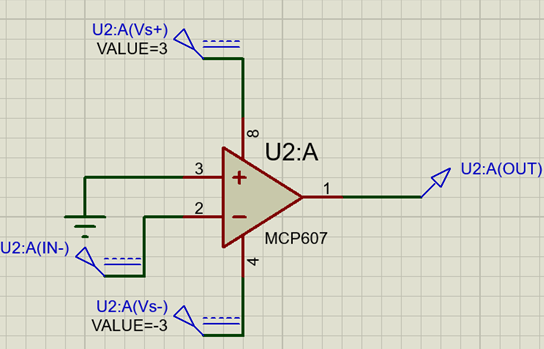 U2:A(Vs+)
VALUE=3
8
U2:A
3
+
1
U2:A(OUT)
2
−
MCP607
U2:A(IN-)
4
U2:A(Vs-)
VALUE=-3